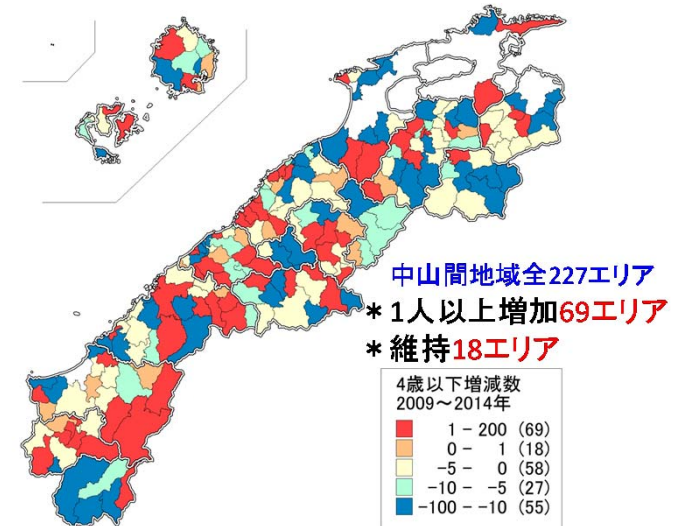 中山間地域全227エリア
＊1人以上増加69エリア
＊維持18エリア
4歳以下増減数
2009～2014年
1 - 200 (69)
0 - 1 (18)
-5 - 0 (58)
-10 - -5 (27)
-100 - -10 (55)